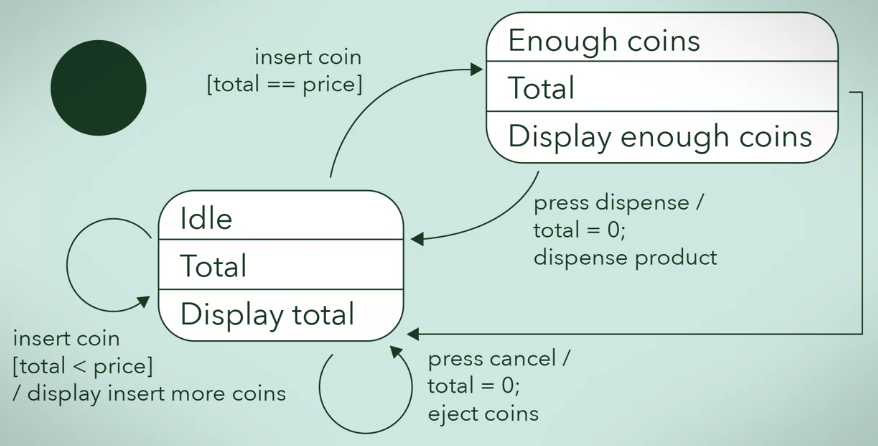 insert coin
[total == price]
Enough coins
Total
Display enough coins
press dispense /
total = 0;
dispense product
Idle
Total
Display total
insert coin
[total < price]
/ display insert more coins
press cancel /
total = 0;
eject coins